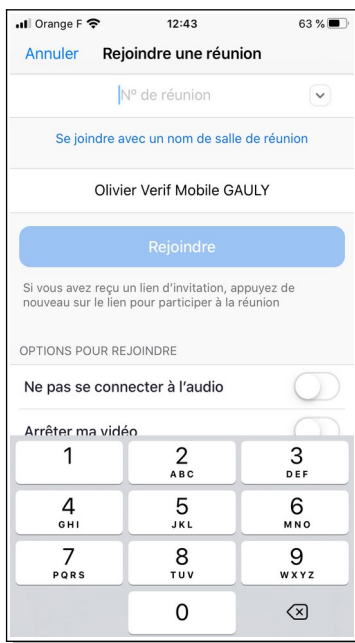 Orange F 12:43 63 %
Annuler Rejoindre une réunion
N° de réunion
Se joindre avec un nom de salle de réunion
Olivier Verif Mobile GAULY
Rejoindre
Si vous avez reçu un lien d'invitation, appuyez de
nouveau sur le lien pour participer à la réunion
OPTIONS POUR REJOINDRE
Ne pas se connecter à l'audio
Arrêter ma vidéo
1 2 3
ABC DEF
4 5 6
GHI JKL MNO
7 8 9
PQRS TUV WXYZ
0